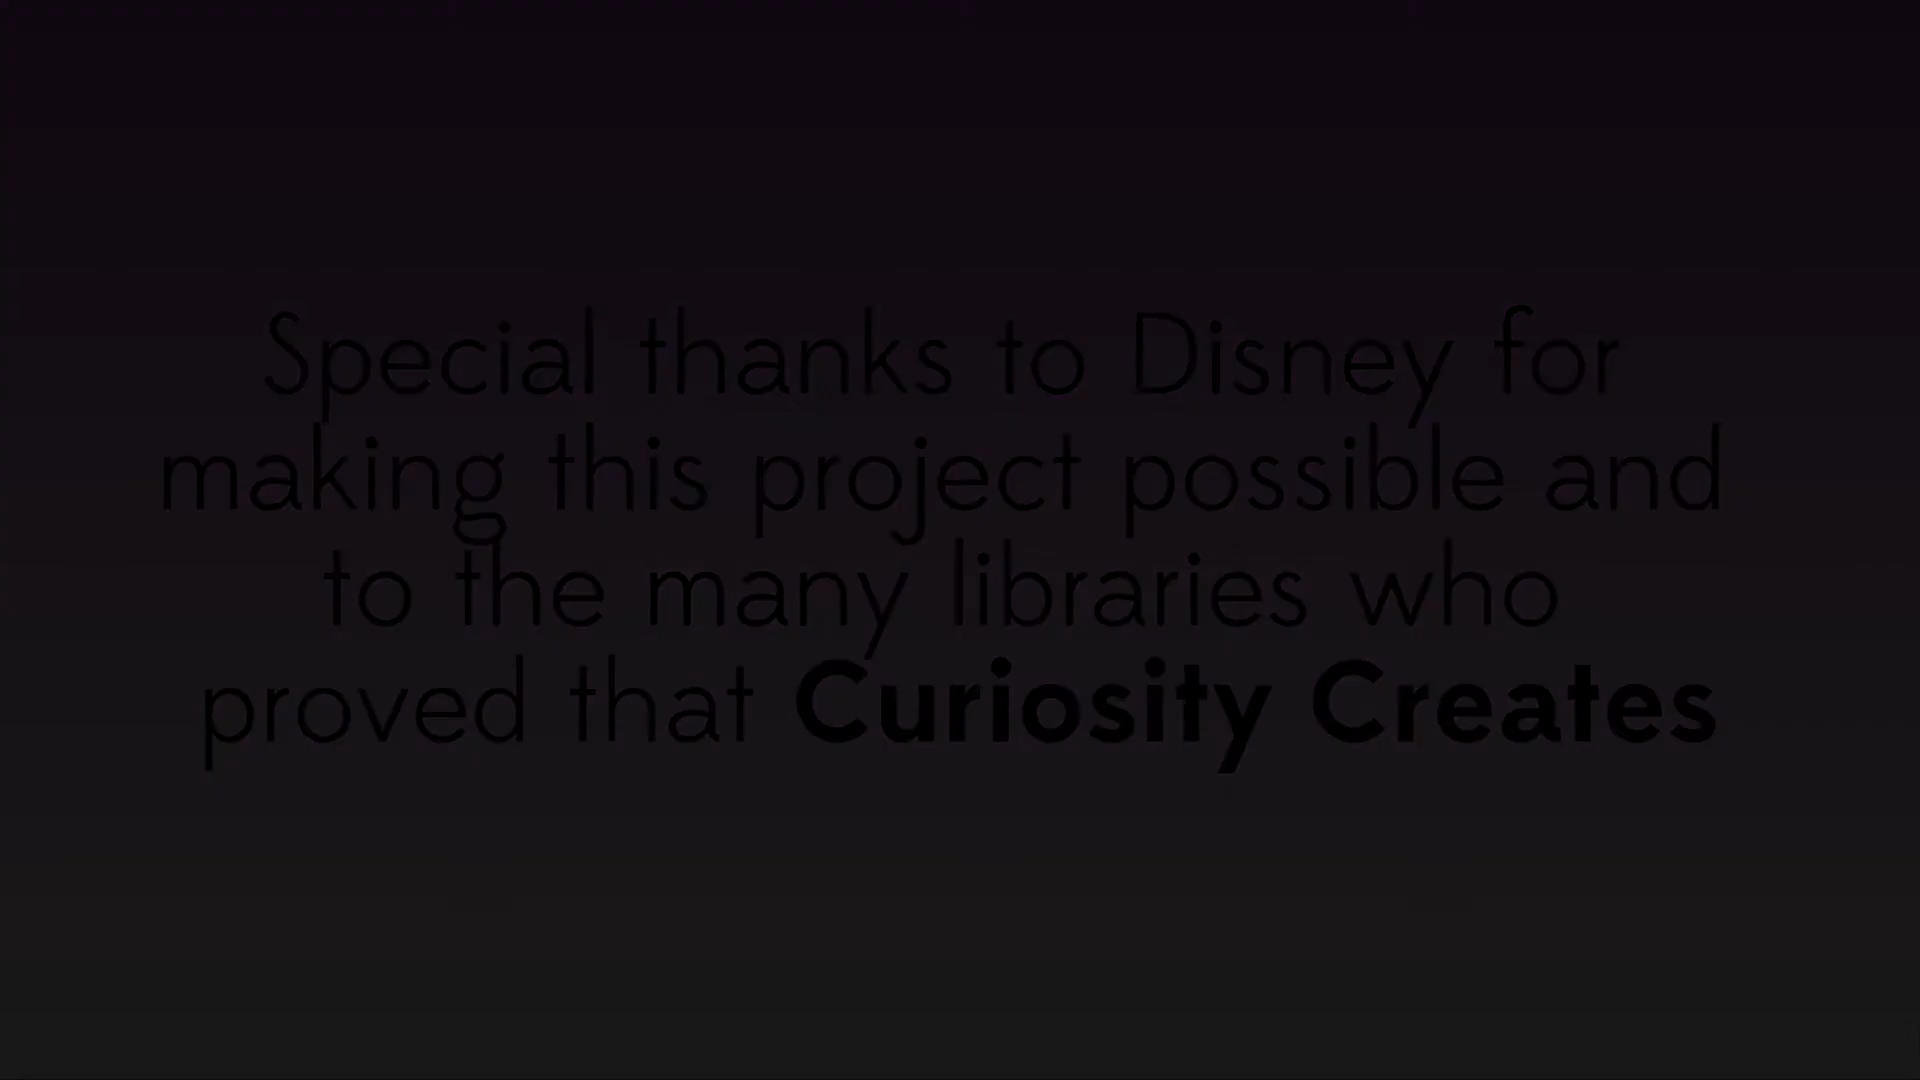 Special thanks to Disney for
making this project possible and
to the many libraries who
proved that Curiosity Creates